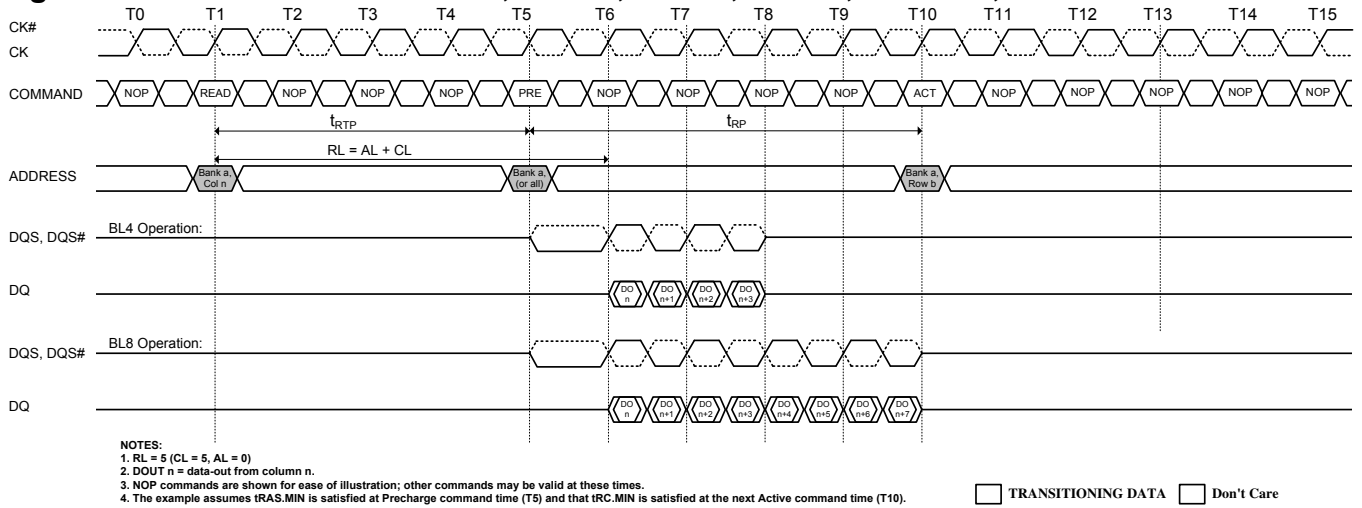 T0 T1 T2 T3 T4 T5 T6 T7 T8 T9 T10 T11 T12 T13 T14 T15
CK#
CK
COMMAND NOP READ NOP NOP NOP PRE NOP NOP NOP NOP ACT NOP NOP NOP NOP NOP
tRTP tRP
RL = AL + CL
ADDRESS
Bank a, Bank a, Bank a,
Col n (or all) Row b
BL4 Operation:
DQS, DQS#
DQ
DO DO DO DO
n n+1 n+2 n+3
BL8 Operation:
DQS, DQS#
DQ
DO DO DO DO DO DO DO DO
n n+1 n+2 n+3 n+4 n+5 n+6 n+7
NOTES:
1. RL = 5 (CL = 5, AL = 0)
2. DOUT n = data-out from column n.
3. NOP commands are shown for ease of illustration; other commands may be valid at these times.
4. The example assumes tRAS.MIN is satisfied at Precharge command time (T5) and that tRC.MIN is satisfied at the next Active command time (T10).
TRANSITIONING DATA Don't Care